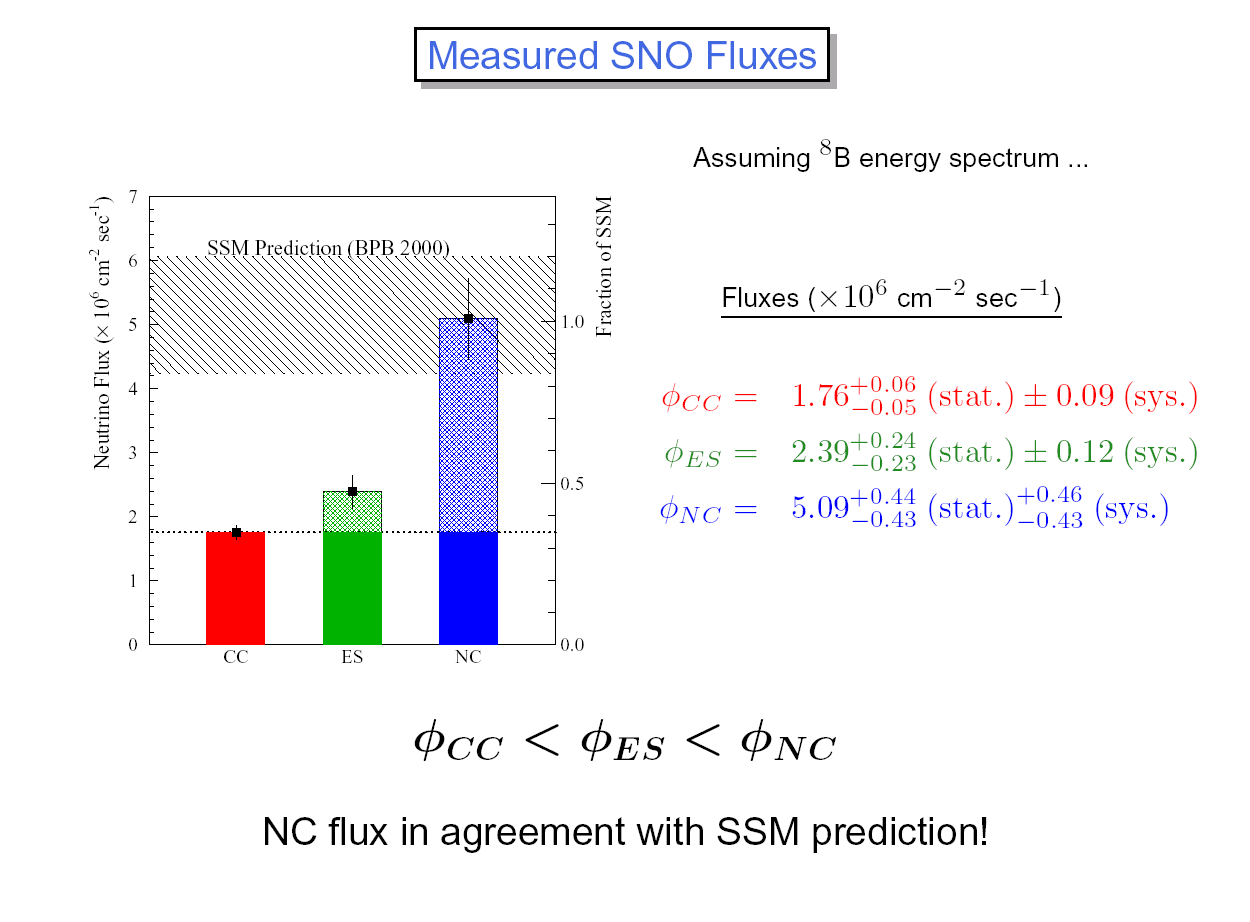 Measured SNO Fluxes
Assuming ⁸B energy spectrum ...
Neutrino Flux (× 10⁶ cm⁻² sec⁻¹)
7
6
5
4
3
2
1
0
SSM Prediction (BPB 2000)
CC
ES
NC
Fraction of SSM
1.0
0.5
0.0
Fluxes (×10⁶ cm⁻² sec⁻¹)
ϕ_CC = 1.76 +0.06 −0.05 (stat.) ± 0.09 (sys.)
ϕ_ES = 2.39 +0.24 −0.23 (stat.) ± 0.12 (sys.)
ϕ_NC = 5.09 +0.44 −0.43 (stat.) +0.46 −0.43 (sys.)
ϕ_CC < ϕ_ES < ϕ_NC
NC flux in agreement with SSM prediction!